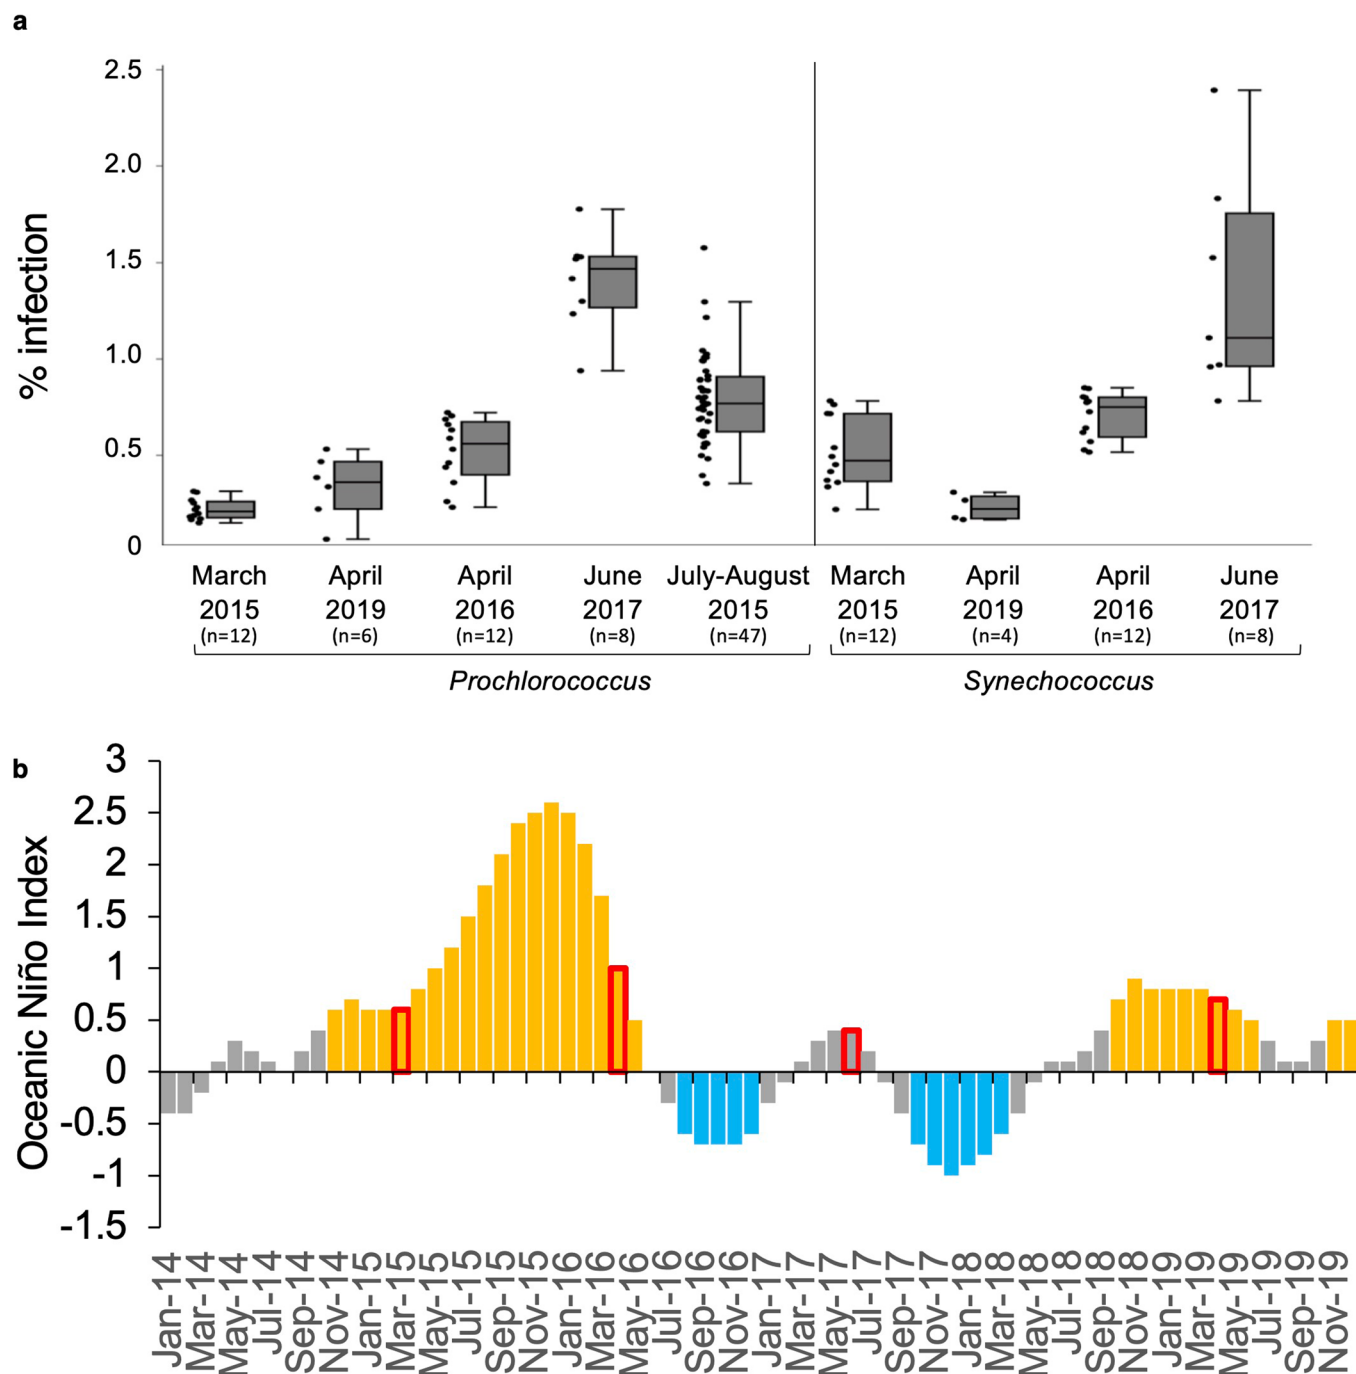 a
2.5
2.0
1.5
1.0
0.5
0
% infection
March April April June July-August March April April June
2015 2019 2016 2017 2015 2015 2019 2016 2017
(n=12) (n=6) (n=12) (n=8) (n=47) (n=12) (n=4) (n=12) (n=8)
Prochlorococcus Synechococcus
b
3
2.5
2
1.5
1
0.5
0
-0.5
-1
-1.5
Oceanic Niño Index
Jan-14
Mar-14
May-14
Jul-14
Sep-14
Nov-14
Jan-15
Mar-15
May-15
Jul-15
Sep-15
Nov-15
Jan-16
Mar-16
May-16
Jul-16
Sep-16
Nov-16
Jan-17
Mar-17
May-17
Jul-17
Sep-17
Nov-17
Jan-18
Mar-18
May-18
Jul-18
Sep-18
Nov-18
Jan-19
Mar-19
May-19
Jul-19
Sep-19
Nov-19